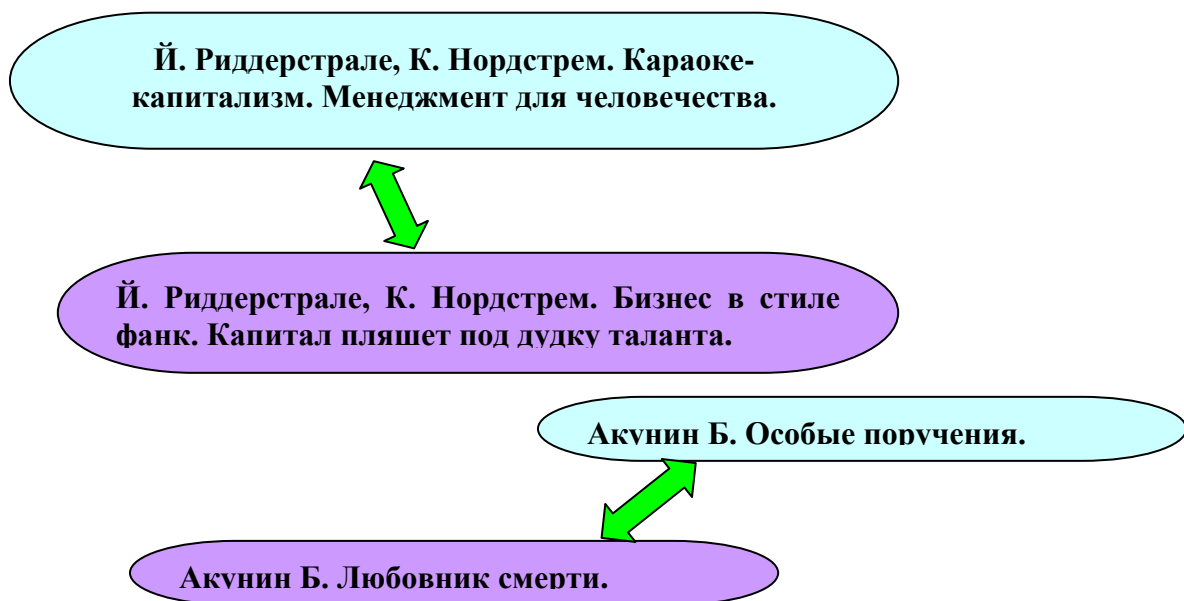 Й. Риддерстрале, К. Нордстрем. Караоке-
капитализм. Менеджмент для человечества.
Й. Риддерстрале, К. Нордстрем. Бизнес в стиле
фанк. Капитал пляшет под дудку таланта.
Акунин Б. Особые поручения.
Акунин Б. Любовник смерти.